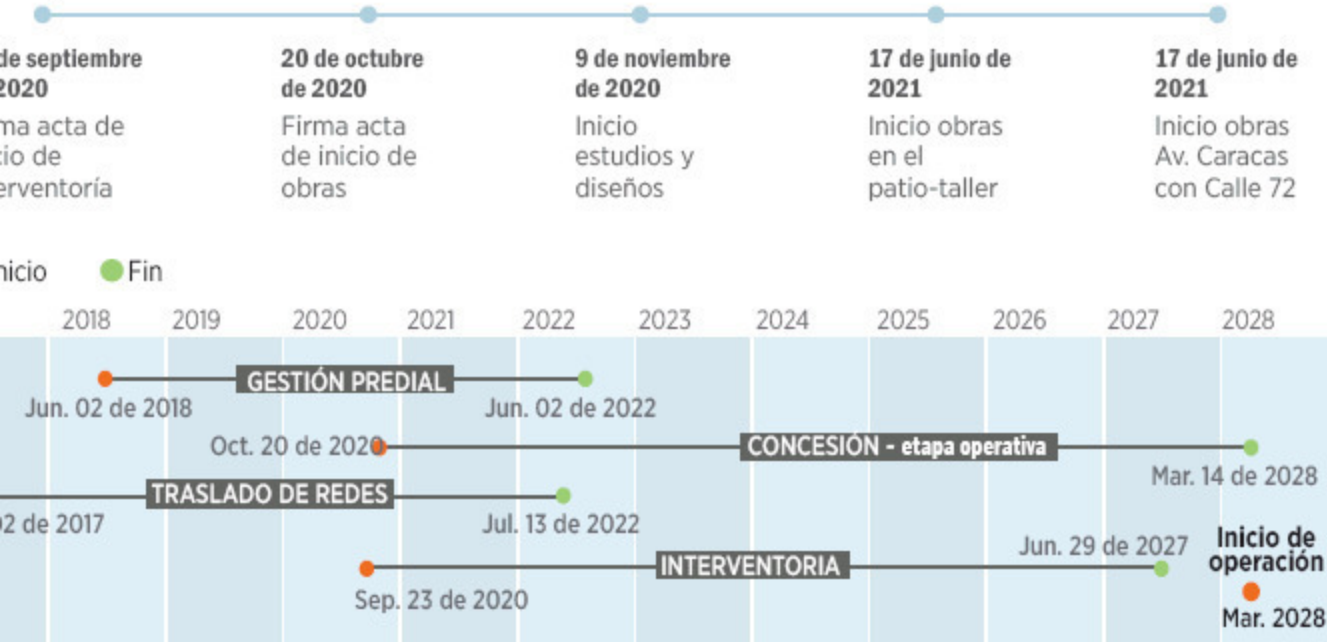 de septiembre
2020
ma acta de
cio de
erventoría
20 de octubre
de 2020
Firma acta
de inicio de
obras
9 de noviembre
de 2020
Inicio
estudios y
diseños
17 de junio de
2021
Inicio obras
en el
patio-taller
17 de junio de
2021
Inicio obras
Av. Caracas
con Calle 72
nicio
Fin
2018 2019 2020 2021 2022 2023 2024 2025 2026 2027 2028
GESTIÓN PREDIAL
Jun. 02 de 2018
Jun. 02 de 2022
Oct. 20 de 2020
CONCESIÓN - etapa operativa
Mar. 14 de 2028
TRASLADO DE REDES
02 de 2017
Jul. 13 de 2022
INTERVENTORIA
Sep. 23 de 2020
Jun. 29 de 2027
Inicio de
operación
Mar. 2028